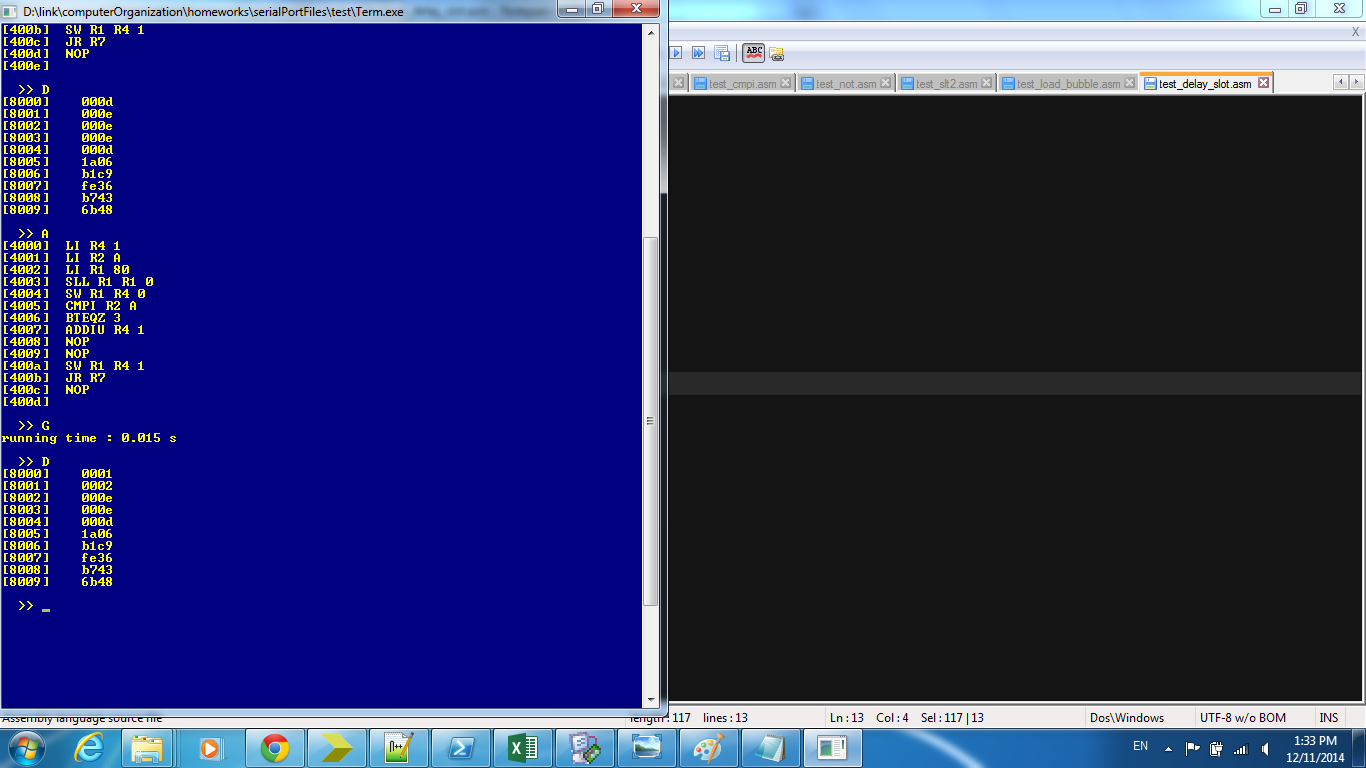 D:\link\computerOrganization\homeworks\serialPortFiles\test\Term.exe
[400b] SW R1 R4 1
[400c] JR R7
[400d] NOP
[400e]
>> D
[8000] 000d
[8001] 000e
[8002] 000e
[8003] 000e
[8004] 000d
[8005] 1a06
[8006] b1c9
[8007] fe36
[8008] b743
[8009] 6b48
>> A
[4000] LI R4 1
[4001] LI R2 A
[4002] LI R1 80
[4003] SLL R1 R1 0
[4004] SW R1 R4 0
[4005] CMPI R2 A
[4006] BTEQZ 3
[4007] ADDIU R4 1
[4008] NOP
[4009] NOP
[400a] SW R1 R4 1
[400b] JR R7
[400c] NOP
[400d]
>> G
running time : 0.015 s
>> D
[8000] 0001
[8001] 0002
[8002] 000e
[8003] 000e
[8004] 000d
[8005] 1a06
[8006] b1c9
[8007] fe36
[8008] b743
[8009] 6b48
>> _
X
ABC
test_cmpi.asm test_not.asm test_slt2.asm test_load_bubble.asm test_delay_slot.asm
Assembly language source file length : 117 lines : 13 Ln : 13 Col : 4 Sel : 117 | 13 Dos\Windows UTF-8 w/o BOM INS
n++
EN
1:33 PM
12/11/2014